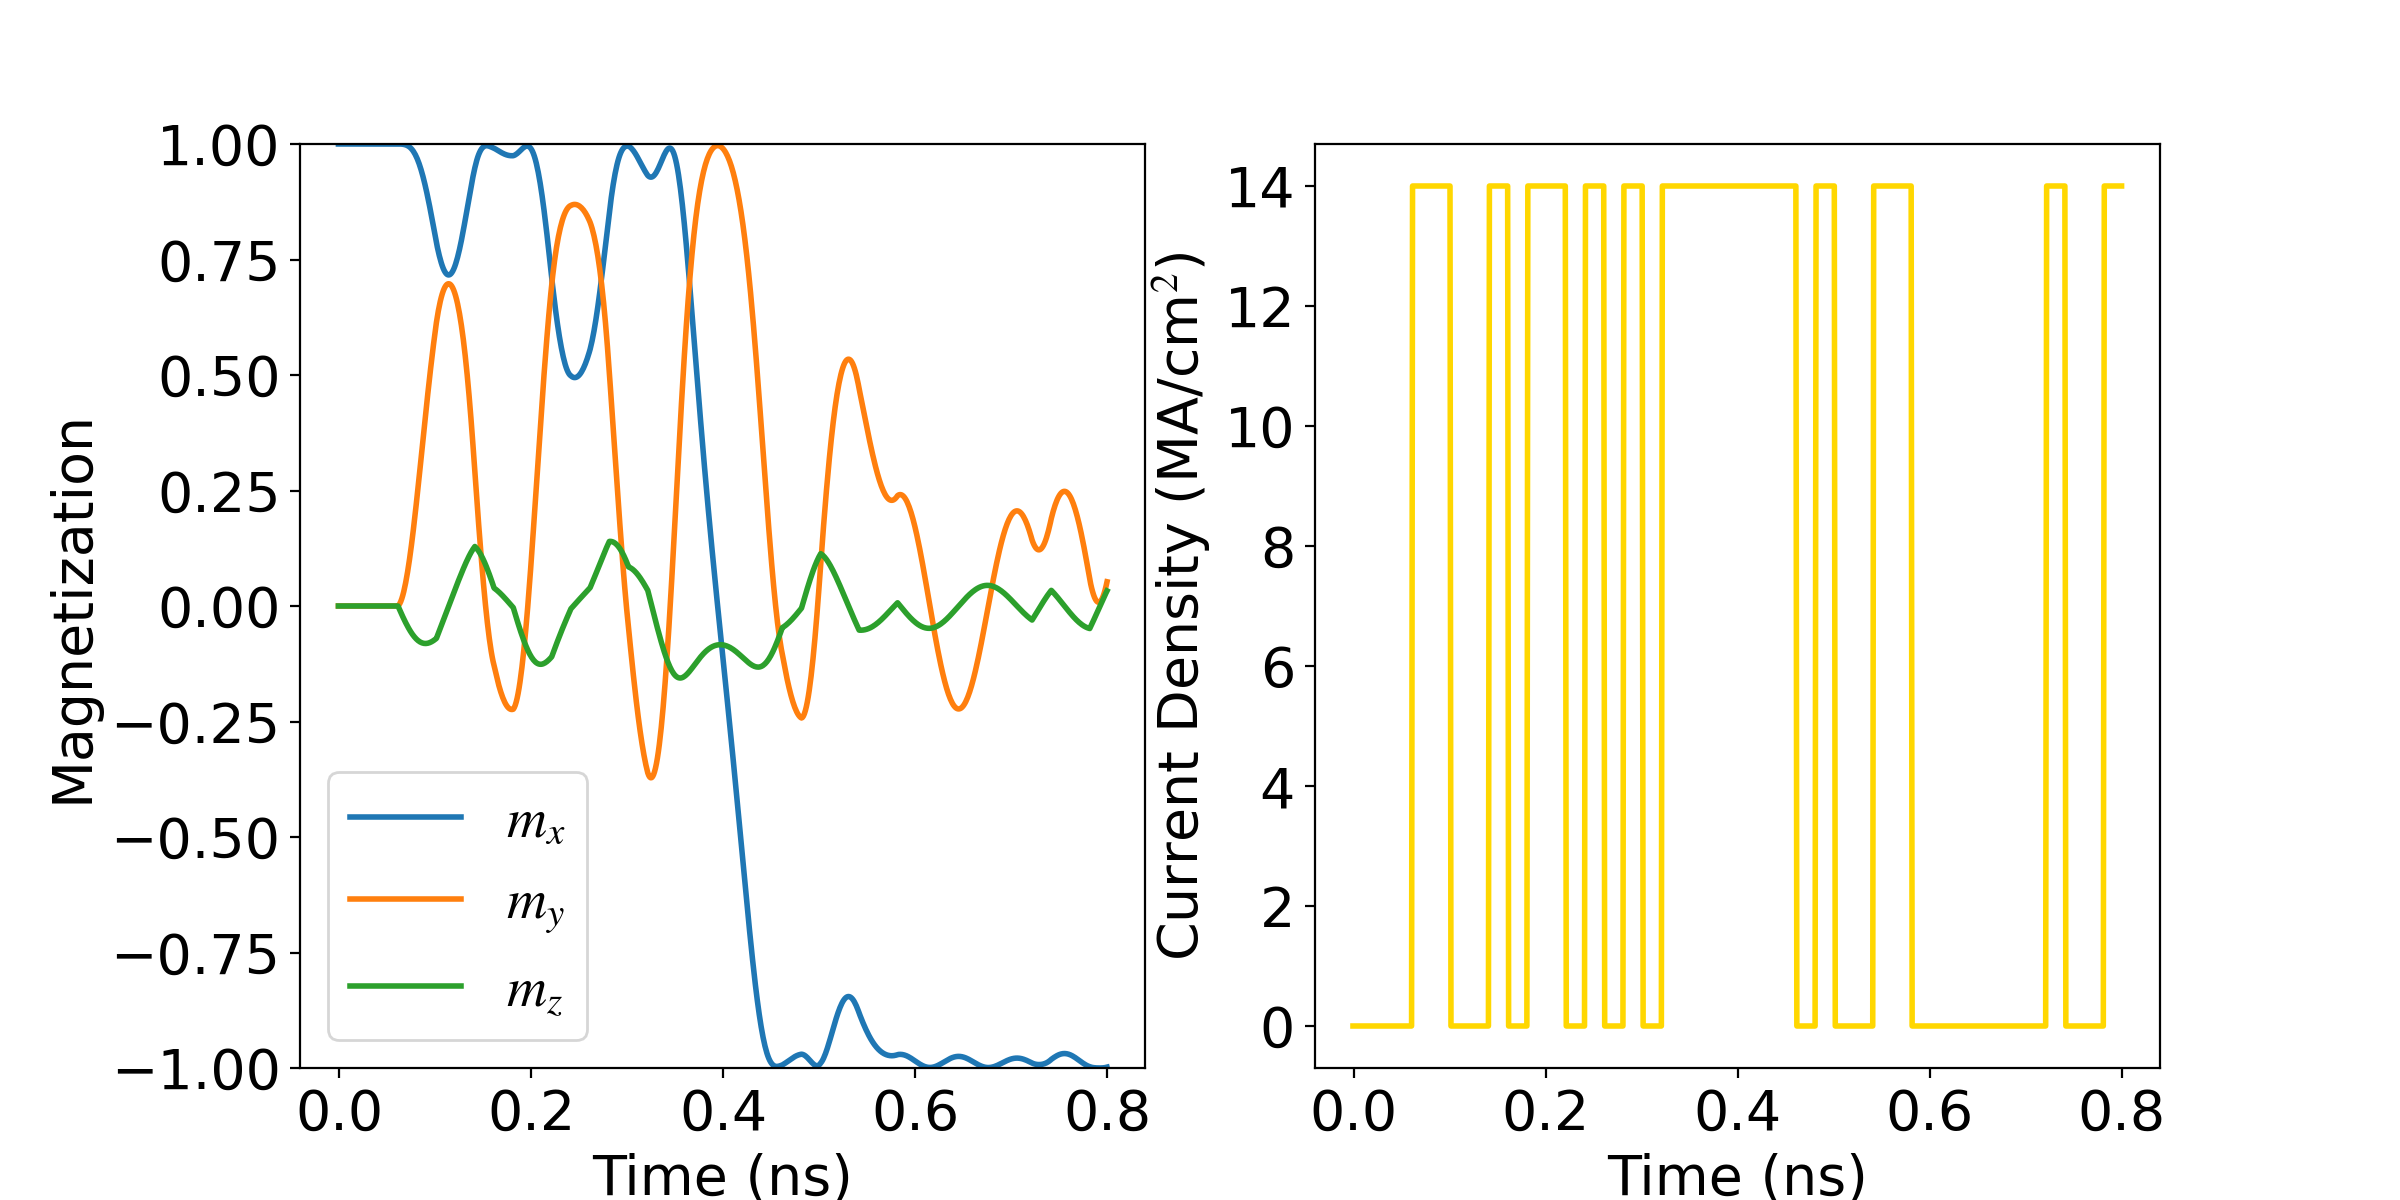 1.00
0.75
0.50
0.25
0.00
−0.25
−0.50
−0.75
−1.00
Magnetization
m_x
m_y
m_z
0.0 0.2 0.4 0.6 0.8
Time (ns)
14
12
10
8
6
4
2
0
Current Density (MA/cm²)
0.0 0.2 0.4 0.6 0.8
Time (ns)